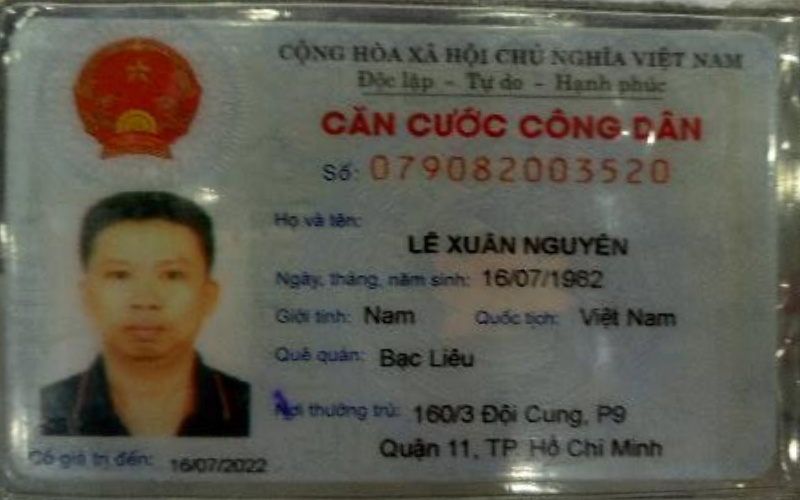 CỘNG HÒA XÃ HỘI CHỦ NGHĨA VIỆT NAM
Độc lập - Tự do - Hạnh phúc
CĂN CƯỚC CÔNG DÂN
Số: 079082003520
Họ và tên:
LÊ XUÂN NGUYÊN
Ngày, tháng, năm sinh: 16/07/1982
Giới tính: Nam Quốc tịch: Việt Nam
Quê quán: Bạc Liêu
Nơi thường trú: 160/3 Đội Cung, P9
Quận 11, TP. Hồ Chí Minh
Có giá trị đến: 16/07/2022